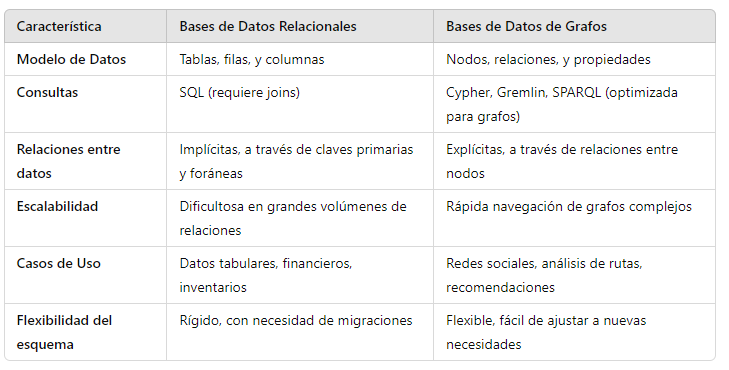 Característica
Bases de Datos Relacionales
Bases de Datos de Grafos
Modelo de Datos
Tablas, filas, y columnas
Nodos, relaciones, y propiedades
Consultas
SQL (requiere joins)
Cypher, Gremlin, SPARQL (optimizada
para grafos)
Relaciones entre
datos
Implícitas, a través de claves primarias
y foráneas
Explícitas, a través de relaciones entre
nodos
Escalabilidad
Dificultosa en grandes volúmenes de
relaciones
Rápida navegación de grafos complejos
Casos de Uso
Datos tabulares, financieros,
inventarios
Redes sociales, análisis de rutas,
recomendaciones
Flexibilidad del
esquema
Rígido, con necesidad de migraciones
Flexible, fácil de ajustar a nuevas
necesidades